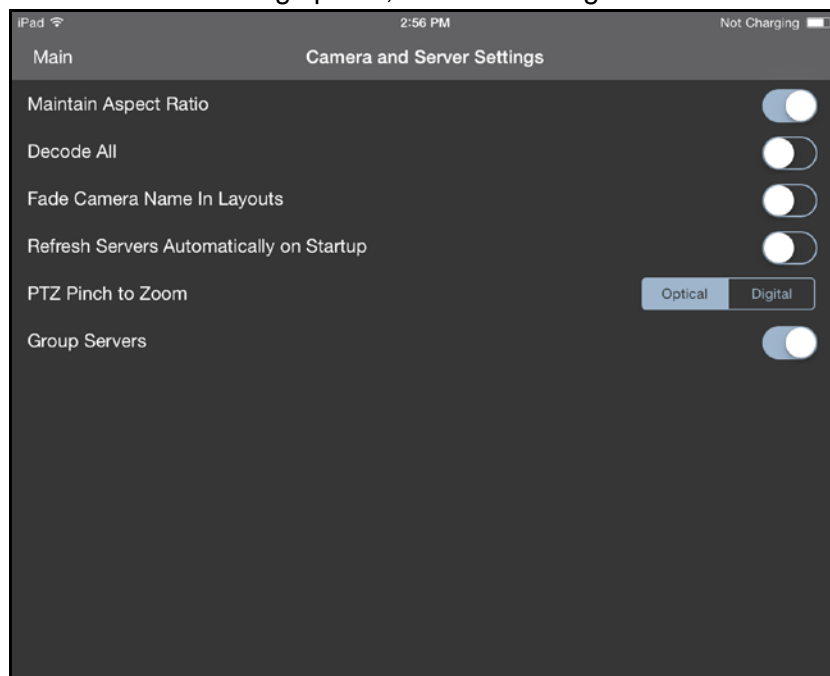 iPad 2:56 PM Not Charging
Main Camera and Server Settings
Maintain Aspect Ratio
Decode All
Fade Camera Name In Layouts
Refresh Servers Automatically on Startup
PTZ Pinch to Zoom Optical Digital
Group Servers